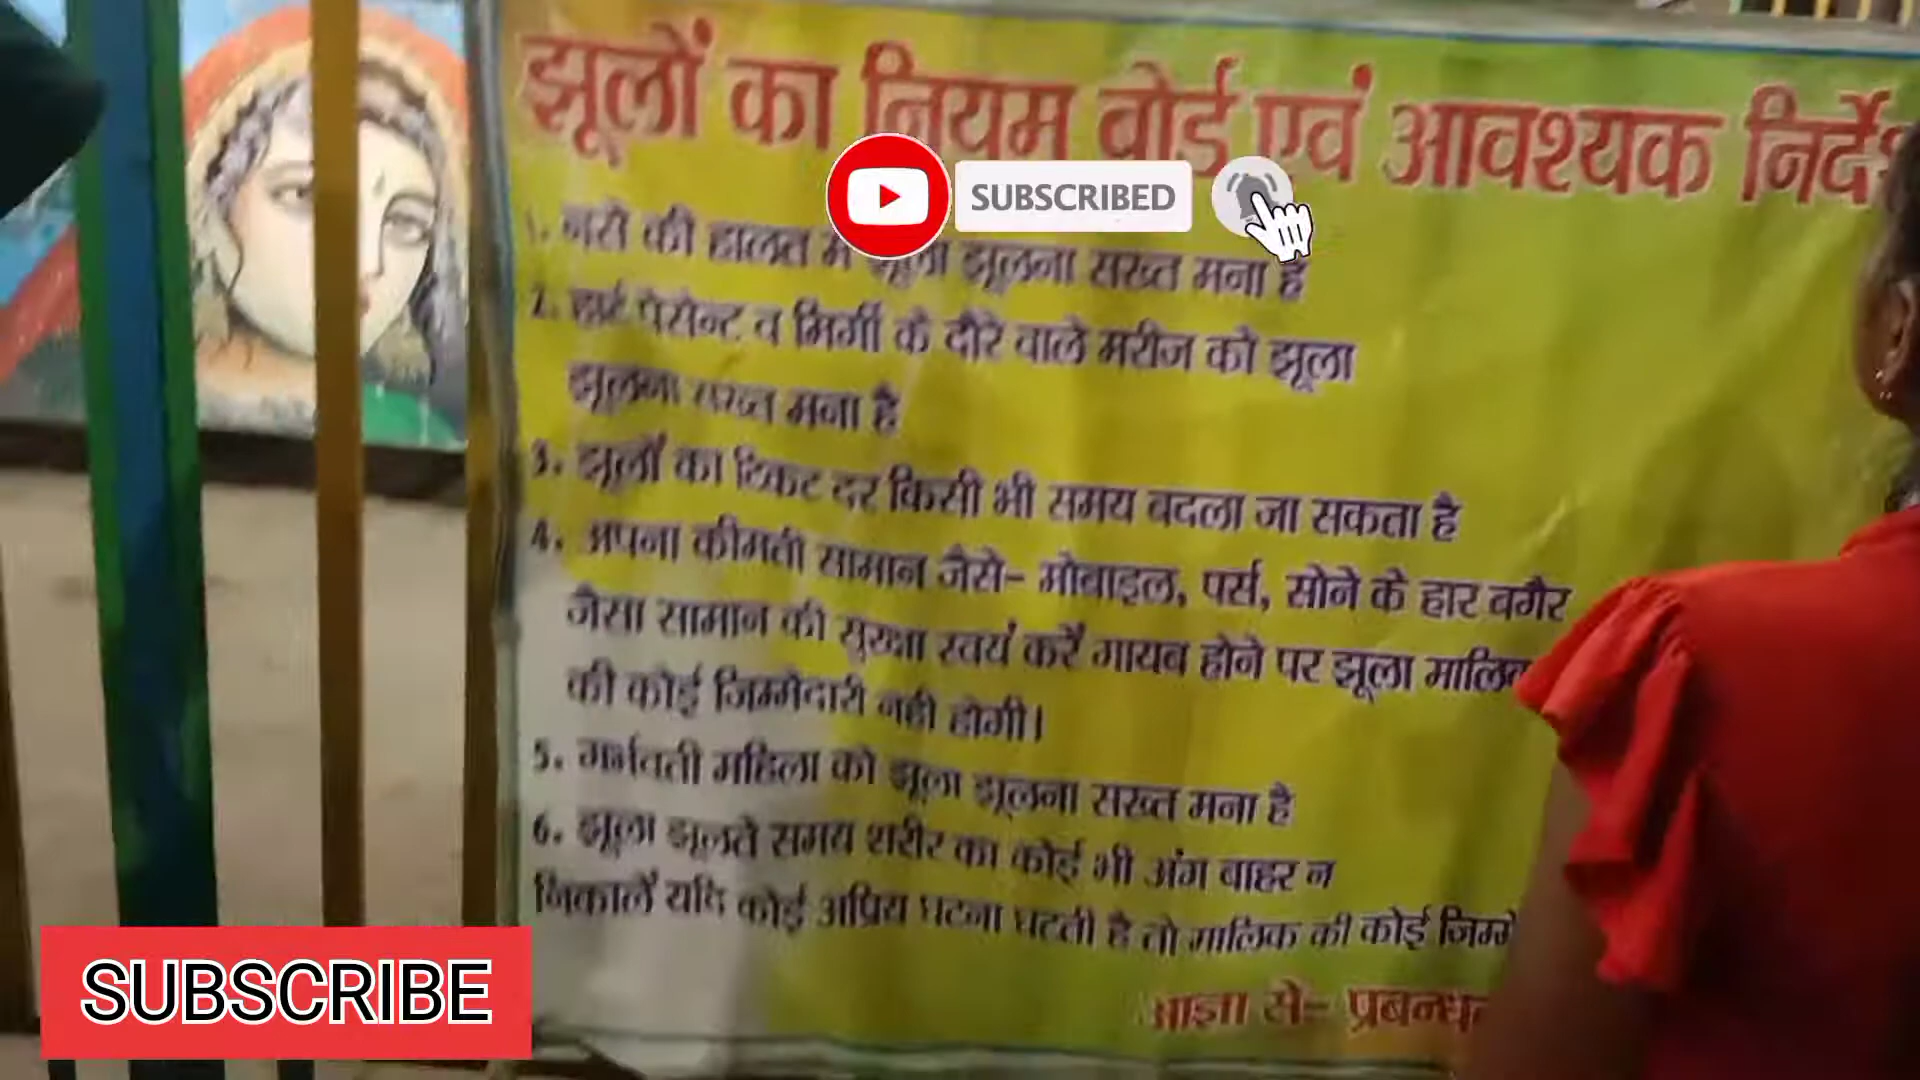 झूलों का नियम बोर्ड एवं आवश्यक निर्देश
SUBSCRIBED
1. नसे की हालत में झूला झूलना सख्त मना है
2. हार्ट पेसेन्ट व मिर्गी के दौरे वाले मरीज को झूला
झूलना सख्त मना है
3. झूलों का टिकट दर किसी भी समय बदला जा सकता है
4. अपना कीमती सामान जैसे- मोबाइल, पर्स, सोने के हार वगैर
जैसा सामान की सुरक्षा स्वयं करें गायब होने पर झूला मालिक
की कोई जिम्मेदारी नही होगी।
5. गर्भवती महिला को झूला झूलना सख्त मना है
6. झूला झूलते समय शरीर का कोई भी अंग बाहर न
निकालें यदि कोई अप्रिय घटना घटती है तो मालिक की कोई जिम्मे
आज्ञा से- प्रबन्धक
SUBSCRIBE